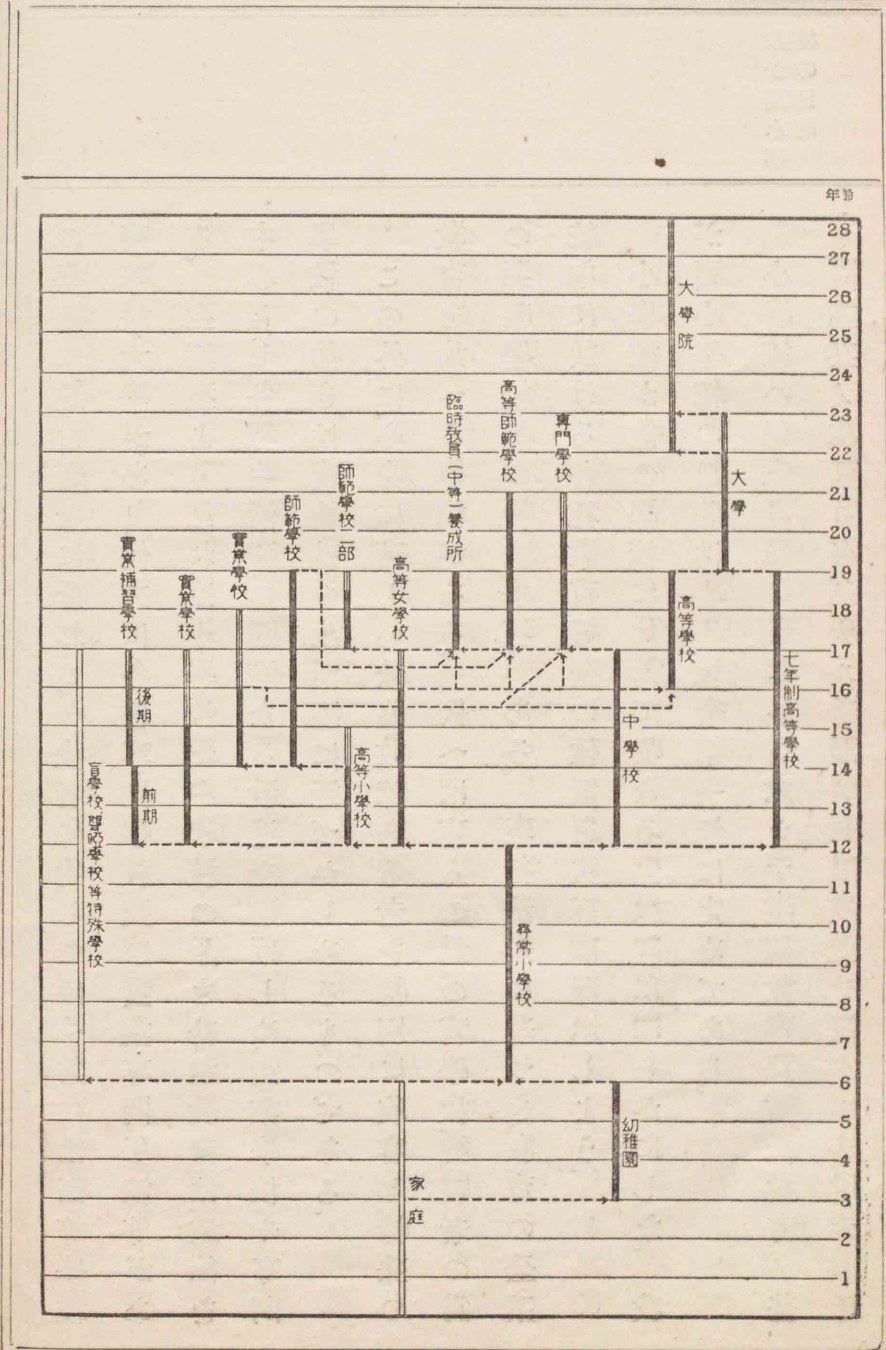 年齢
28
27
26
25
24
23
22
21
20
19
18
17
16
15
14
13
12
11
10
9
8
7
6
5
4
3
2
1
大學院
大學
七年制高等學校
高等學校
中學校
專門學校
高等師範學校
臨時教員(中等)養成所
高等女學校
師範學校二部
高等小學校
師範學校
實業學校
實業學校
實業補習學校
後期
前期
盲學校、聾啞學校等特殊學校
尋常小學校
幼稚園
家庭